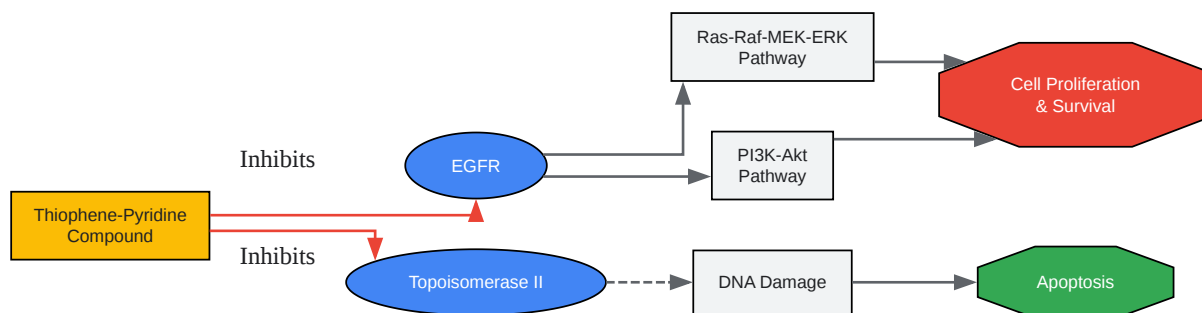 Ras-Raf-MEK-ERK
Pathway
Cell Proliferation
& Survival
Inhibits
EGFR
PI3K-Akt
Pathway
Thiophene-Pyridine
Compound
Inhibits
Topoisomerase II
DNA Damage
Apoptosis